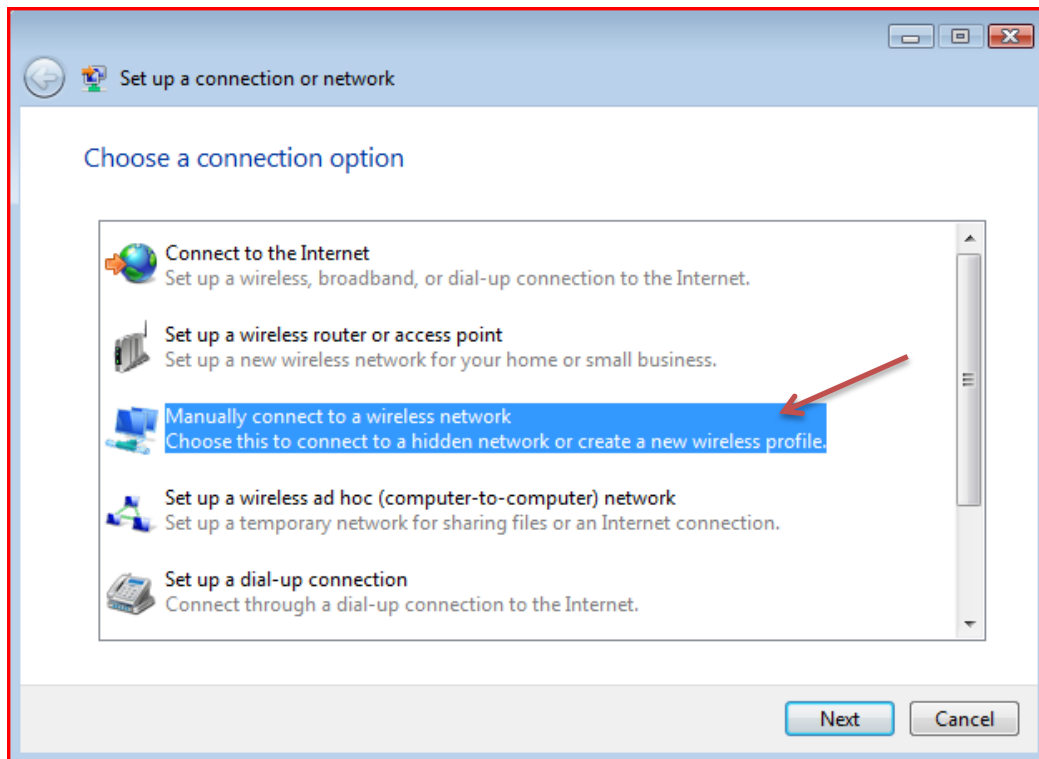 Set up a connection or network
Choose a connection option
Connect to the Internet
Set up a wireless, broadband, or dial-up connection to the Internet.
Set up a wireless router or access point
Set up a new wireless network for your home or small business.
Manually connect to a wireless network
Choose this to connect to a hidden network or create a new wireless profile.
Set up a wireless ad hoc (computer-to-computer) network
Set up a temporary network for sharing files or an Internet connection.
Set up a dial-up connection
Connect through a dial-up connection to the Internet.
Next Cancel